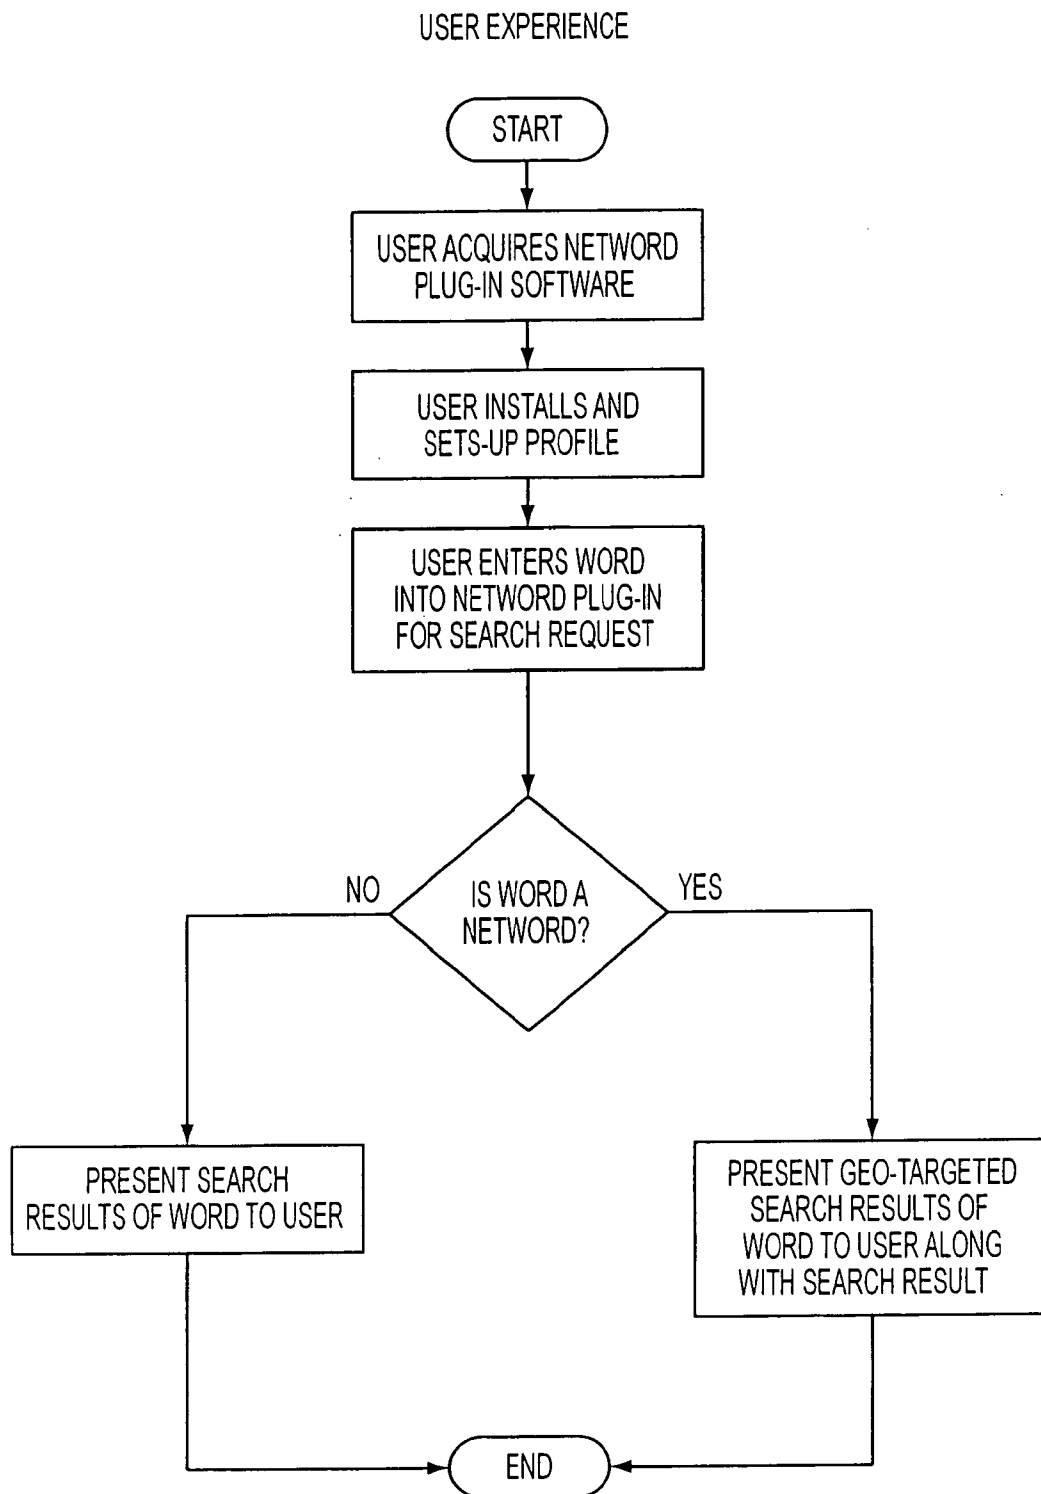 USER EXPERIENCE
START
USER ACQUIRES NETWORD
PLUG-IN SOFTWARE
USER INSTALLS AND
SETS-UP PROFILE
USER ENTERS WORD
INTO NETWORD PLUG-IN
FOR SEARCH REQUEST
IS WORD A
NETWORD?
NO
YES
PRESENT SEARCH
RESULTS OF WORD TO USER
PRESENT GEO-TARGETED
SEARCH RESULTS OF
WORD TO USER ALONG
WITH SEARCH RESULT
END